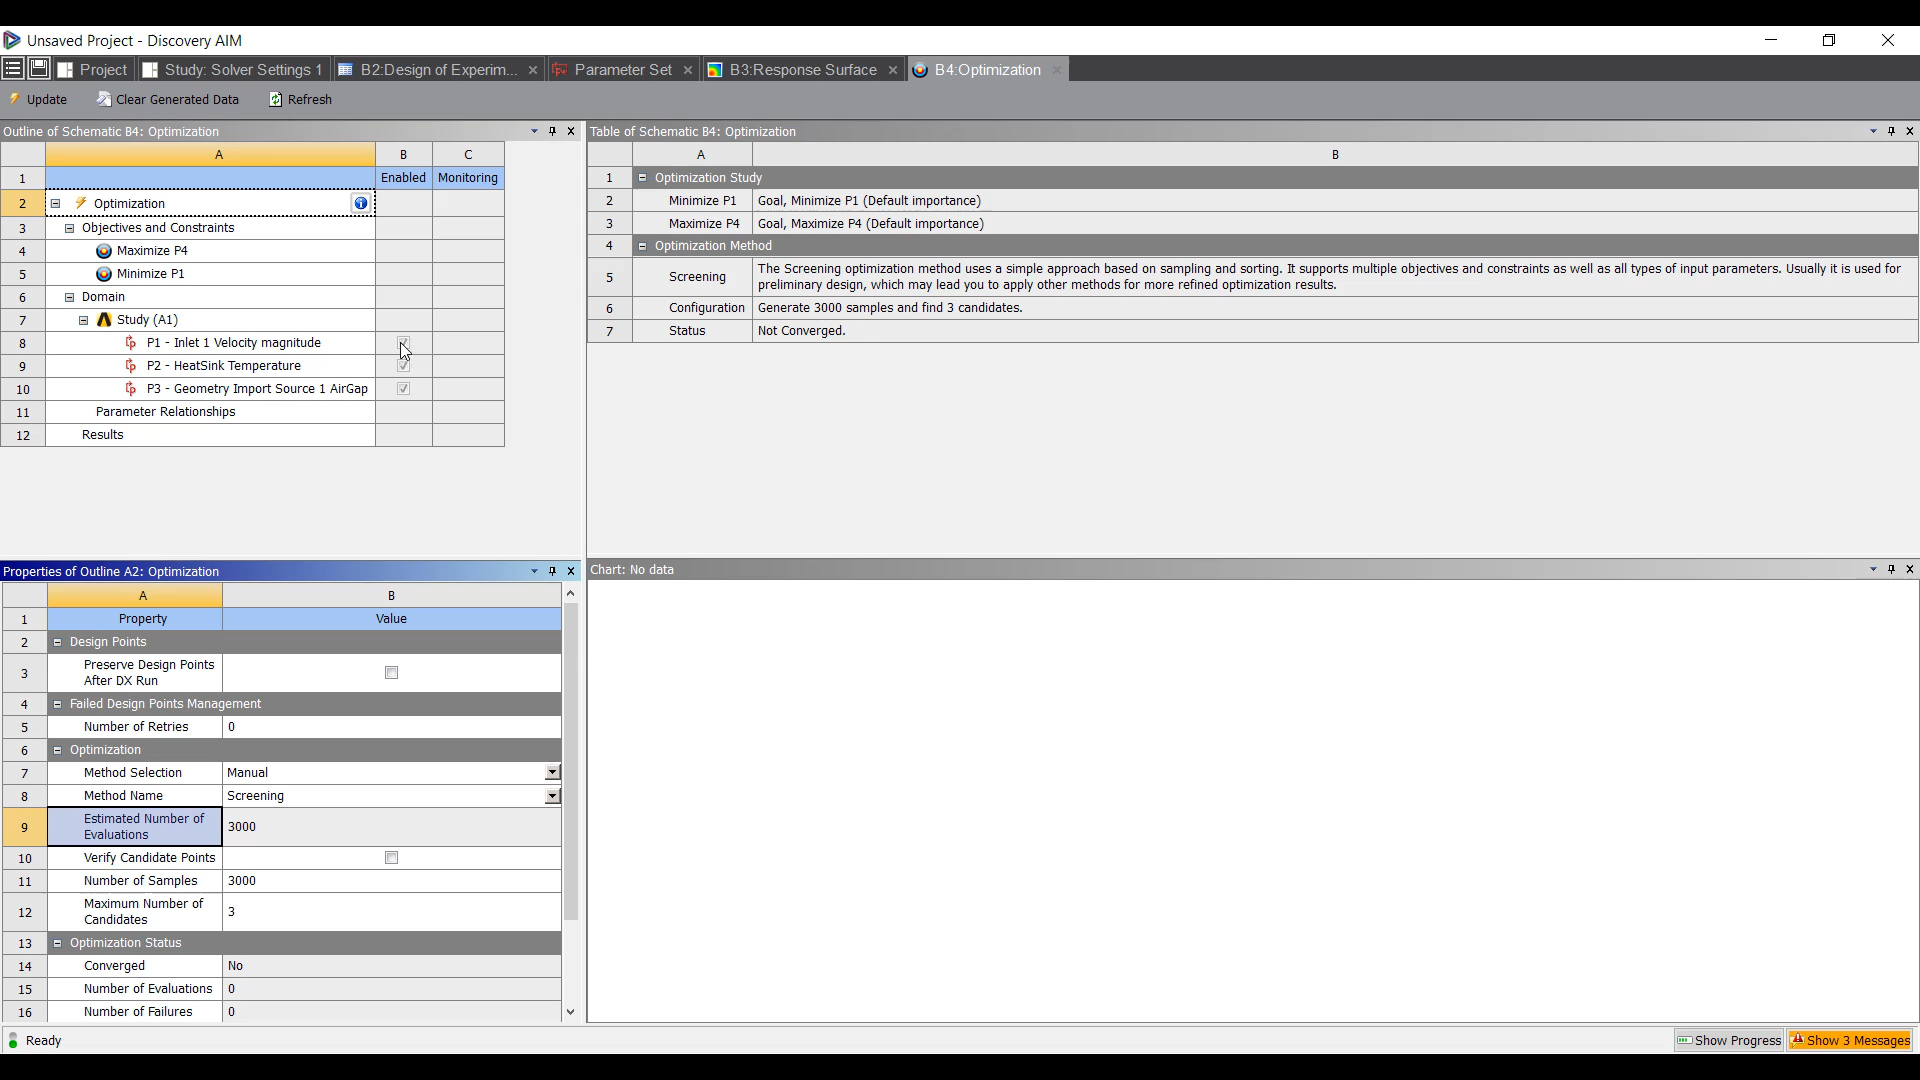 Unsaved Project - Discovery AIM
Project
Study: Solver Settings 1
B2:Design of Experim...
Parameter Set
B3:Response Surface
B4:Optimization
Update
Clear Generated Data
Refresh
Outline of Schematic B4: Optimization
A B C
1 Enabled Monitoring
2 Optimization
3 Objectives and Constraints
4 Maximize P4
5 Minimize P1
6 Domain
7 Study (A1)
8 P1 - Inlet 1 Velocity magnitude
9 P2 - HeatSink Temperature
10 P3 - Geometry Import Source 1 AirGap
11 Parameter Relationships
12 Results
Table of Schematic B4: Optimization
A B
1 Optimization Study
2 Minimize P1 Goal, Minimize P1 (Default importance)
3 Maximize P4 Goal, Maximize P4 (Default importance)
4 Optimization Method
5 Screening The Screening optimization method uses a simple approach based on sampling and sorting. It supports multiple objectives and constraints as well as all types of input parameters. Usually it is used for
preliminary design, which may lead you to apply other methods for more refined optimization results.
6 Configuration Generate 3000 samples and find 3 candidates.
7 Status Not Converged.
Properties of Outline A2: Optimization
A B
1 Property Value
2 Design Points
3 Preserve Design Points
After DX Run
4 Failed Design Points Management
5 Number of Retries 0
6 Optimization
7 Method Selection Manual
8 Method Name Screening
9 Estimated Number of
Evaluations 3000
10 Verify Candidate Points
11 Number of Samples 3000
12 Maximum Number of
Candidates 3
13 Optimization Status
14 Converged No
15 Number of Evaluations 0
16 Number of Failures 0
Chart: No data
Ready
Show Progress
Show 3 Messages